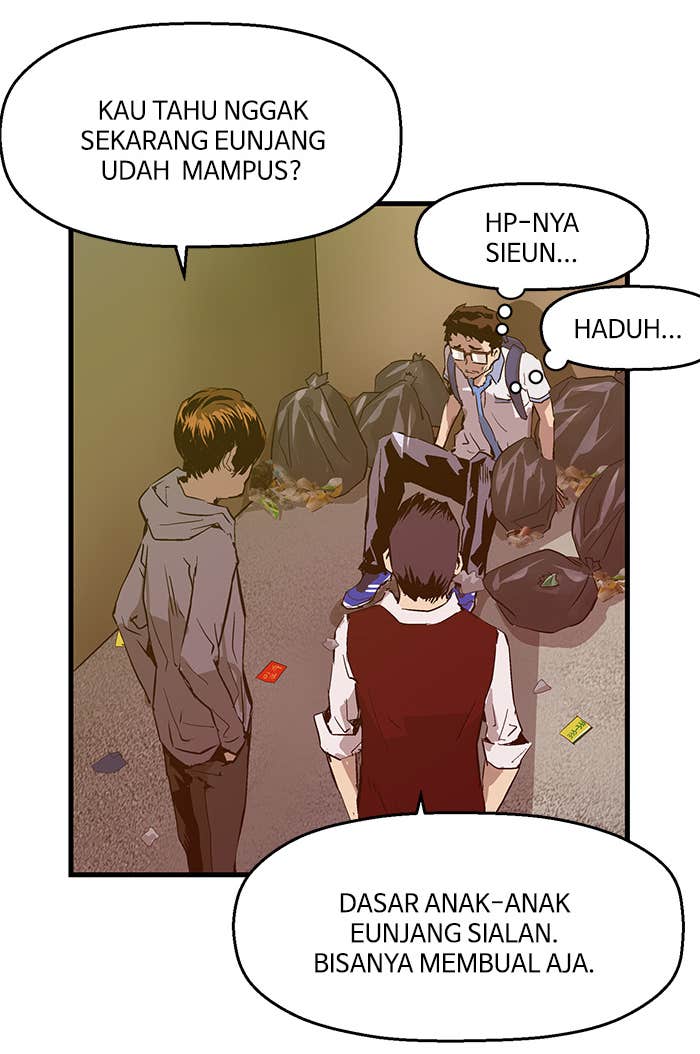 KAU TAHU NGGAK
SEKARANG EUNJANG
UDAH MAMPUS?
HP-NYA
SIEUN...
HADUH...
DASAR ANAK-ANAK
EUNJANG SIALAN.
BISANYA MEMBUAL AJA.